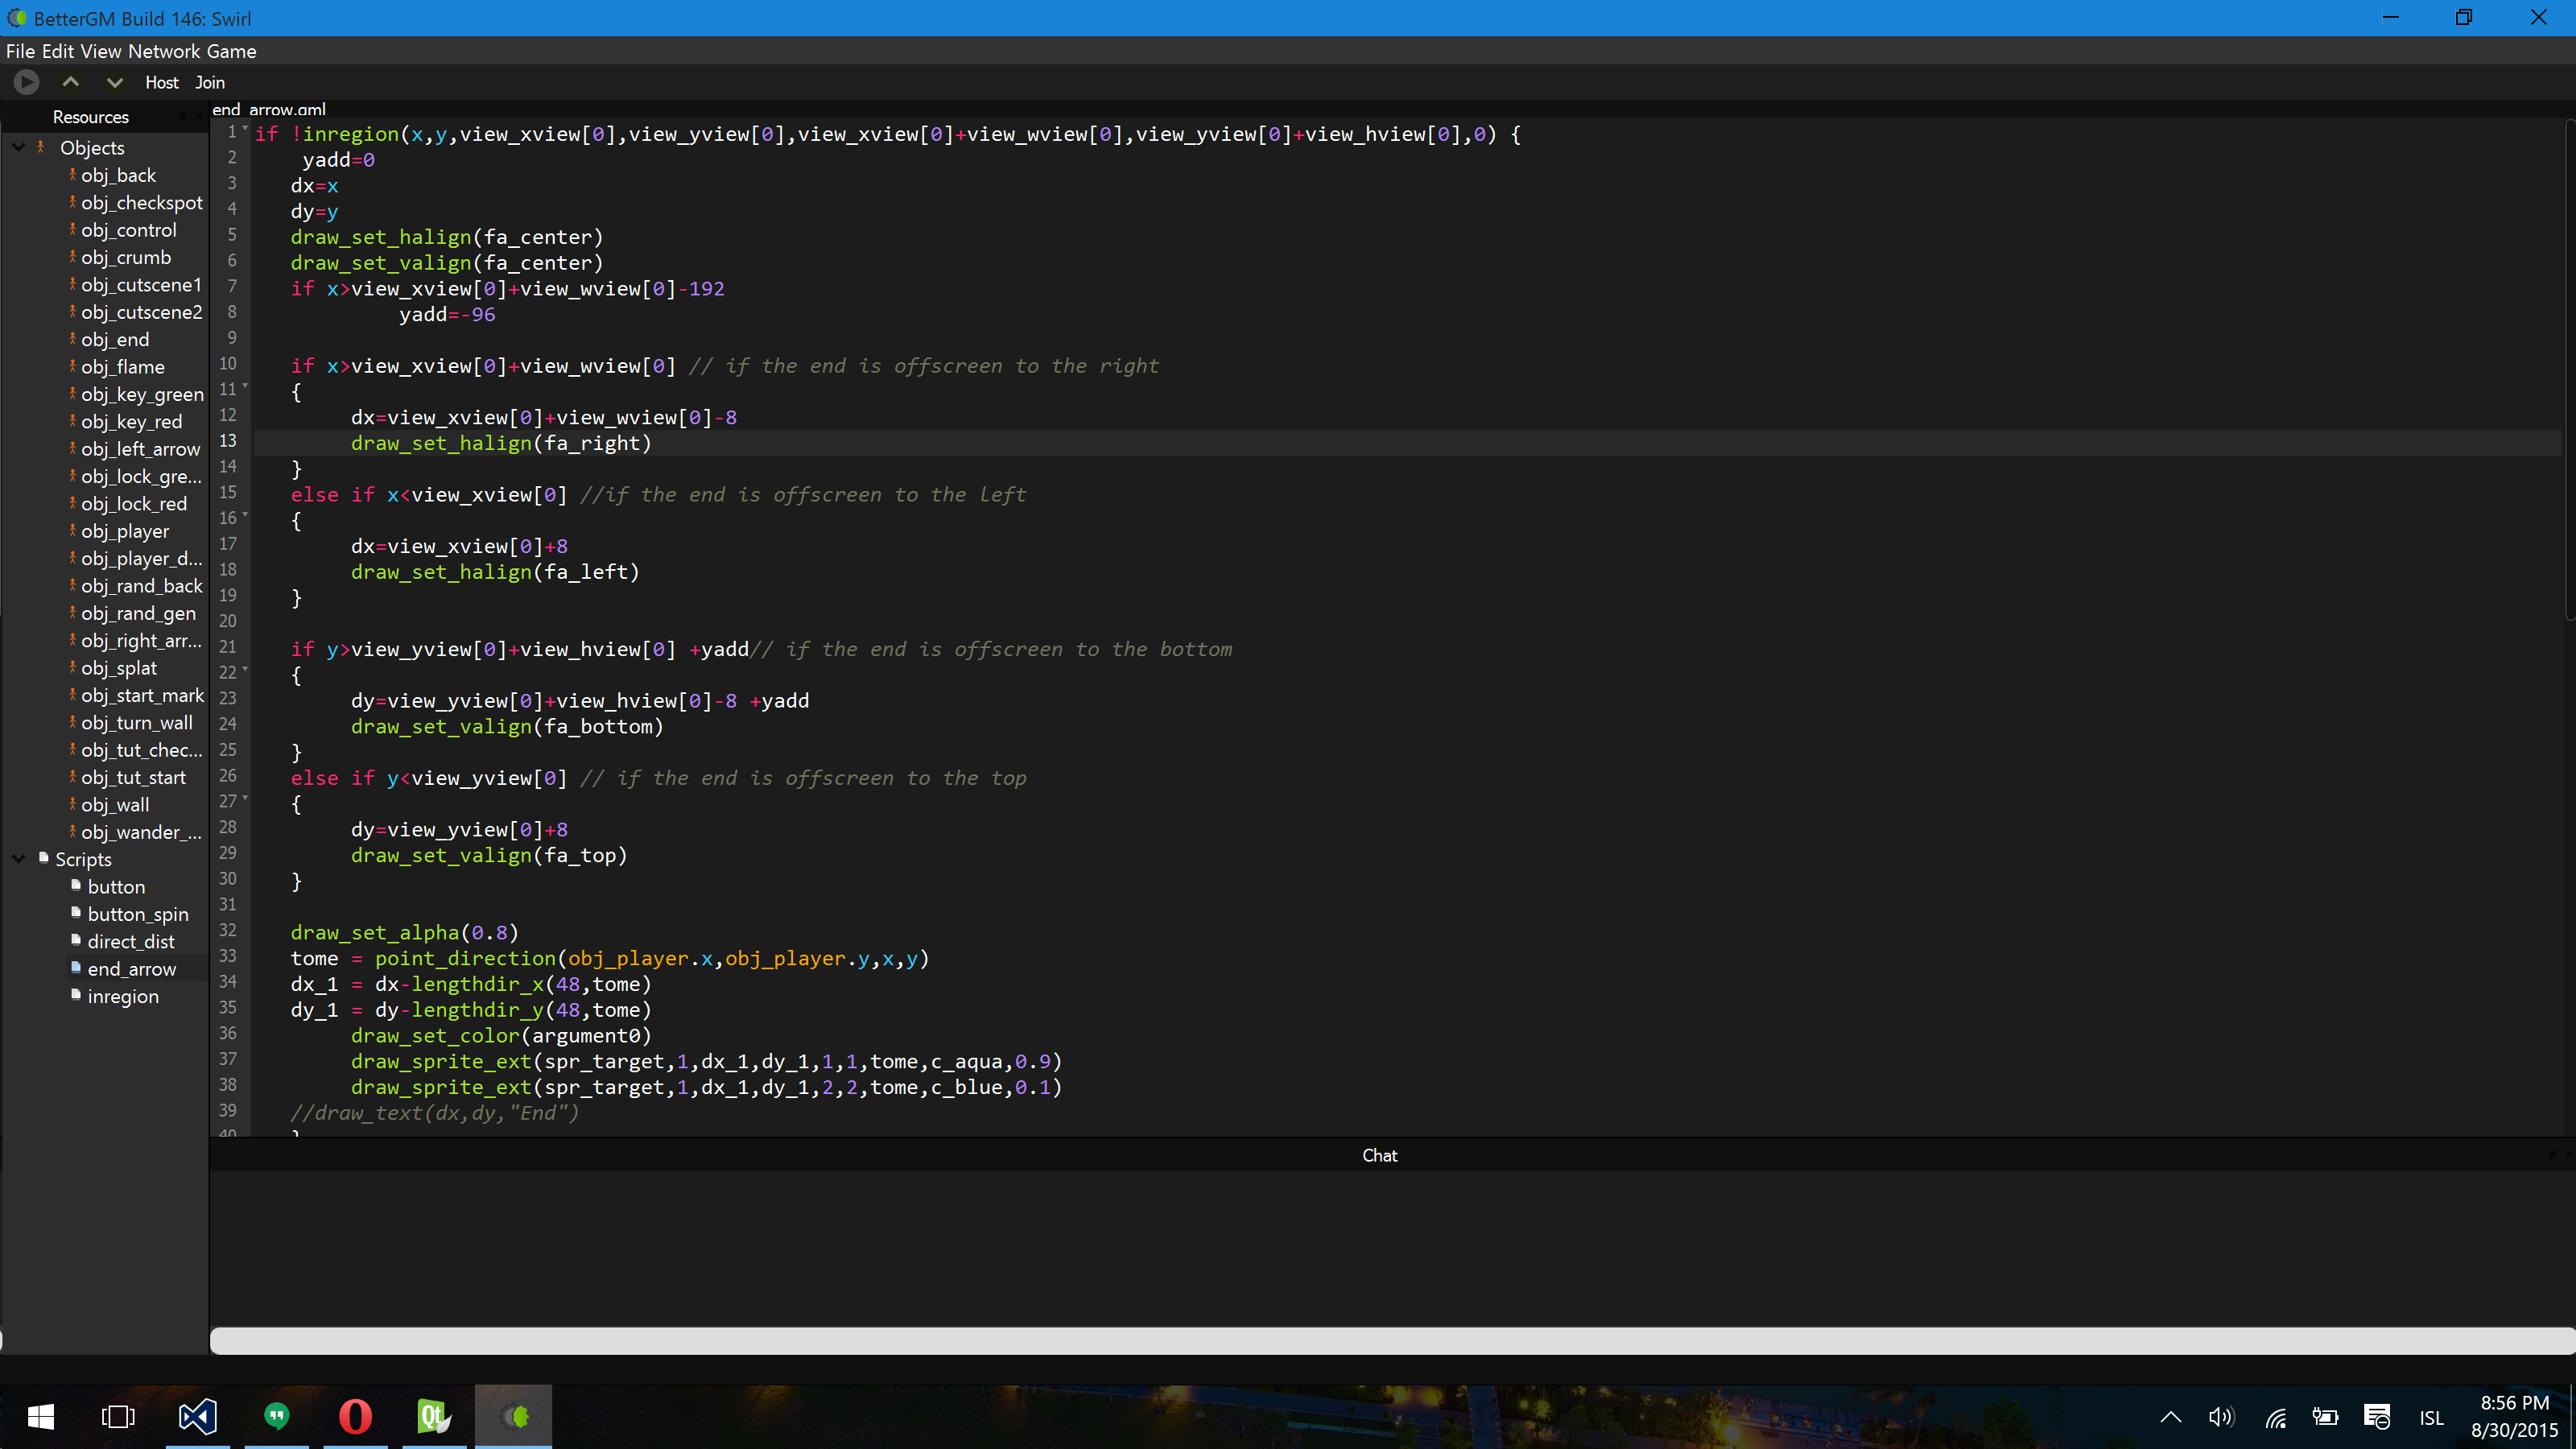 BetterGM Build 146: Swirl
File Edit View Network Game
Host Join
Resources
Objects
obj_back
obj_checkspot
obj_control
obj_crumb
obj_cutscene1
obj_cutscene2
obj_end
obj_flame
obj_key_green
obj_key_red
obj_left_arrow
obj_lock_gre...
obj_lock_red
obj_player
obj_player_d...
obj_rand_back
obj_rand_gen
obj_right_arr...
obj_splat
obj_start_mark
obj_turn_wall
obj_tut_chec...
obj_tut_start
obj_wall
obj_wander_...
Scripts
button
button_spin
direct_dist
end_arrow
inregion
end_arrow.gml
1 if !inregion(x,y,view_xview[0],view_yview[0],view_xview[0]+view_wview[0],view_yview[0]+view_hview[0],0) {
2 yadd=0
3 dx=x
4 dy=y
5 draw_set_halign(fa_center)
6 draw_set_valign(fa_center)
7 if x>view_xview[0]+view_wview[0]-192
8 yadd=-96
9
10 if x>view_xview[0]+view_wview[0] // if the end is offscreen to the right
11 {
12 dx=view_xview[0]+view_wview[0]-8
13 draw_set_halign(fa_right)
14 }
15 else if x<view_xview[0] //if the end is offscreen to the left
16 {
17 dx=view_xview[0]+8
18 draw_set_halign(fa_left)
19 }
20
21 if y>view_yview[0]+view_hview[0] +yadd// if the end is offscreen to the bottom
22 {
23 dy=view_yview[0]+view_hview[0]-8 +yadd
24 draw_set_valign(fa_bottom)
25 }
26 else if y<view_yview[0] // if the end is offscreen to the top
27 {
28 dy=view_yview[0]+8
29 draw_set_valign(fa_top)
30 }
31
32 draw_set_alpha(0.8)
33 tome = point_direction(obj_player.x,obj_player.y,x,y)
34 dx_1 = dx-lengthdir_x(48,tome)
35 dy_1 = dy-lengthdir_y(48,tome)
36 draw_set_color(argument0)
37 draw_sprite_ext(spr_target,1,dx_1,dy_1,1,1,tome,c_aqua,0.9)
38 draw_sprite_ext(spr_target,1,dx_1,dy_1,2,2,tome,c_blue,0.1)
39 //draw_text(dx,dy,"End")
40 }
Chat
Qt
ISL
8:56 PM
8/30/2015